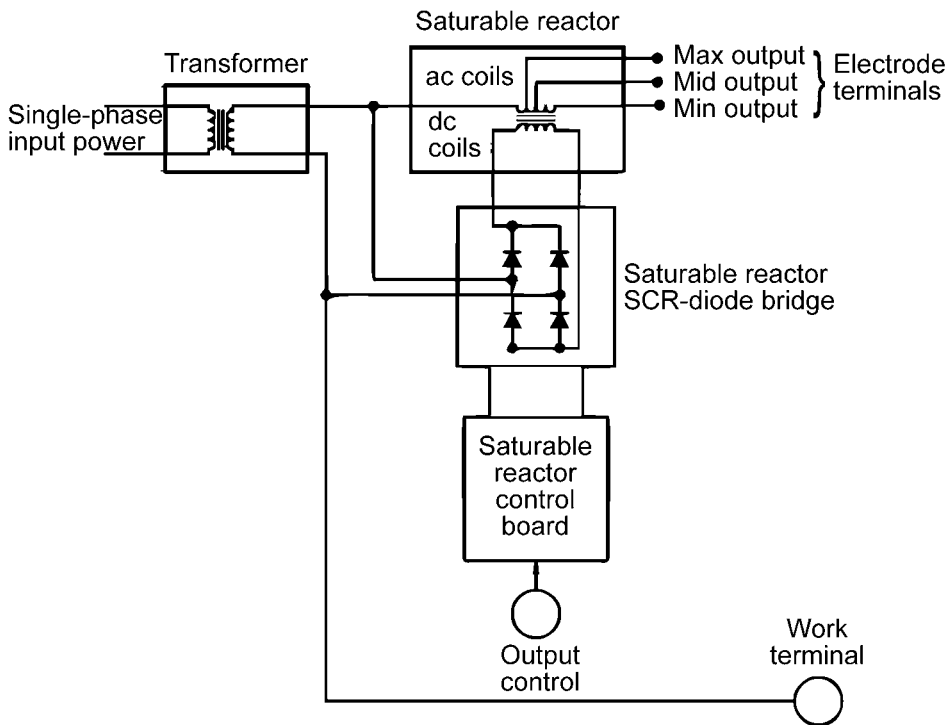 Saturable reactor
Transformer
ac coils
Max output
Mid output
Min output
Electrode
terminals
Single-phase
input power
dc
coils
Saturable reactor
SCR-diode bridge
Saturable
reactor
control
board
Output
control
Work
terminal